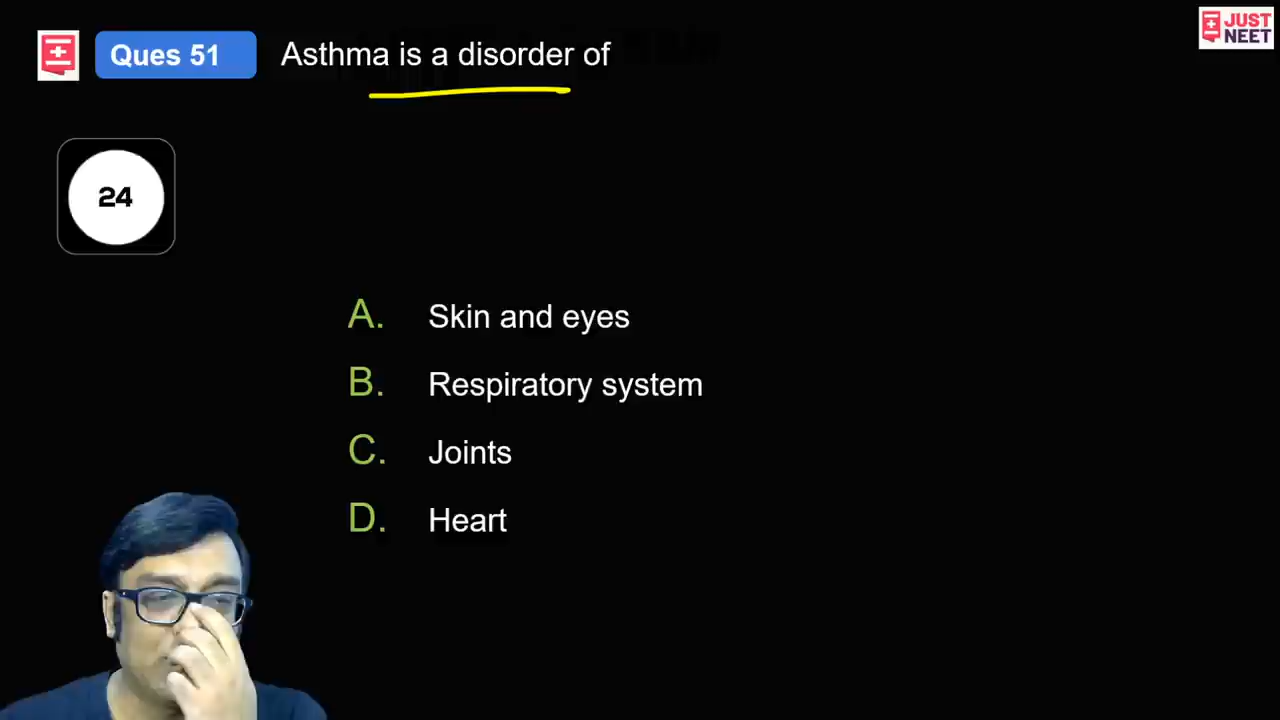 Ques 51 Asthma is a disorder of
JUST
NEET
24
A. Skin and eyes
B. Respiratory system
C. Joints
D. Heart